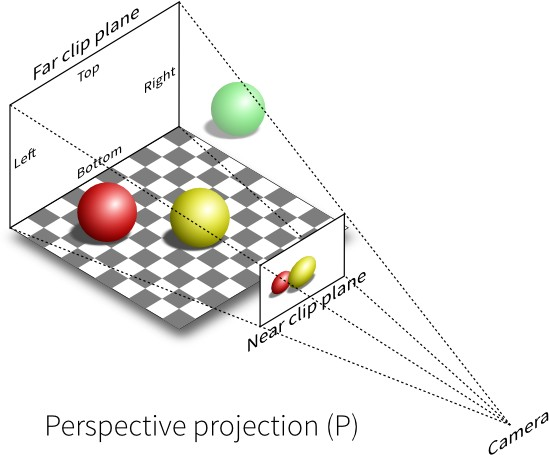 Far clip plane
Top
Right
Left
Bottom
Near clip plane
Perspective projection (P)
Camera